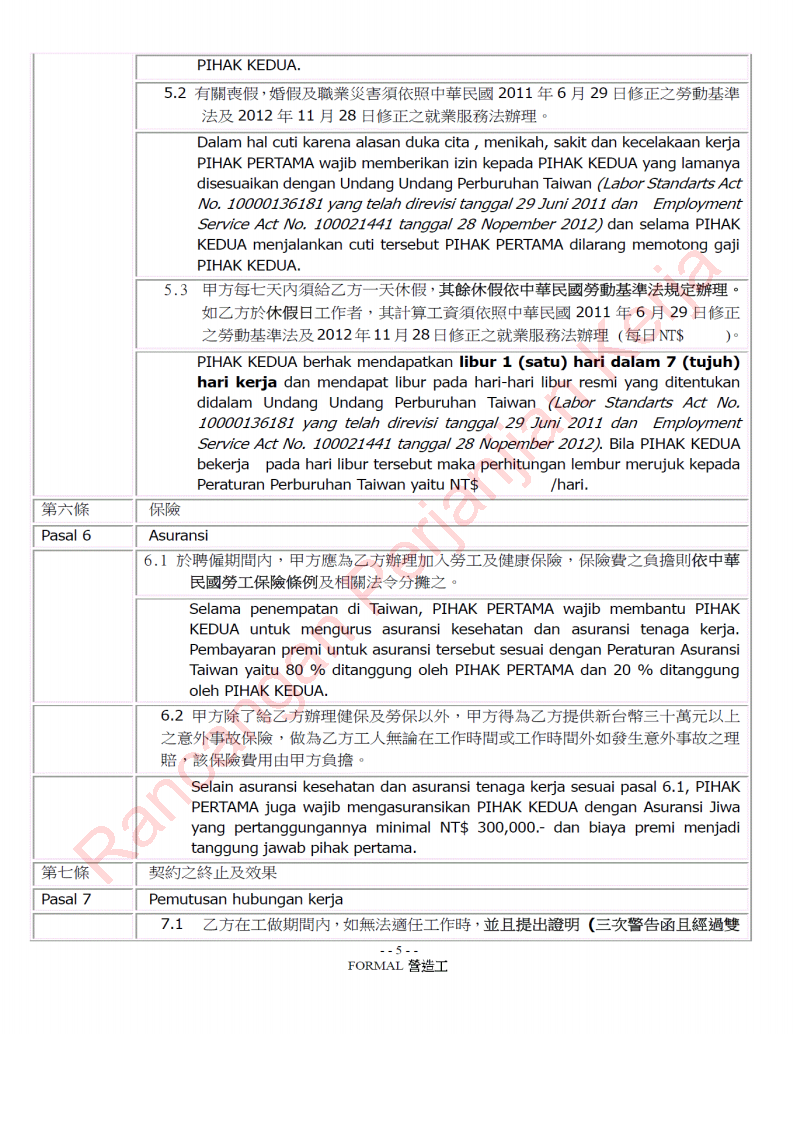 PIHAK KEDUA.
5.2 有關喪假，婚假及職業災害須依照中華民國 2011 年 6 月 29 日修正之勞動基準
法及 2012 年 11 月 28 日修正之就業服務法辦理。
Dalam hal cuti karena alasan duka cita , menikah, sakit dan kecelakaan kerja
PIHAK PERTAMA wajib memberikan izin kepada PIHAK KEDUA yang lamanya
disesuaikan dengan Undang Undang Perburuhan Taiwan (Labor Standarts Act
No. 10000136181 yang telah direvisi tanggal 29 Juni 2011 dan Employment
Service Act No. 100021441 tanggal 28 Nopember 2012) dan selama PIHAK
KEDUA menjalankan cuti tersebut PIHAK PERTAMA dilarang memotong gaji
PIHAK KEDUA.
5.3 甲方每七天內須給乙方一天休假，其餘休假依中華民國勞動基準法規定辦理。
如乙方於休假日工作者，其計算工資須依照中華民國 2011 年 6 月 29 日修正
之勞動基準法及 2012 年 11 月 28 日修正之就業服務法辦理（每日 NT$ ）。
PIHAK KEDUA berhak mendapatkan libur 1 (satu) hari dalam 7 (tujuh)
hari kerja dan mendapat libur pada hari-hari libur resmi yang ditentukan
didalam Undang Undang Perburuhan Taiwan (Labor Standarts Act No.
10000136181 yang telah direvisi tanggal 29 Juni 2011 dan Employment
Service Act No. 100021441 tanggal 28 Nopember 2012). Bila PIHAK KEDUA
bekerja pada hari libur tersebut maka perhitungan lembur merujuk kepada
Peraturan Perburuhan Taiwan yaitu NT$ /hari.
第六條 保險
Pasal 6 Asuransi
6.1 於聘僱期間內，甲方應為乙方辦理加入勞工及健康保險，保險費之負擔則依中華
民國勞工保險條例及相關法令分攤之。
Selama penempatan di Taiwan, PIHAK PERTAMA wajib membantu PIHAK
KEDUA untuk mengurus asuransi kesehatan dan asuransi tenaga kerja.
Pembayaran premi untuk asuransi tersebut sesuai dengan Peraturan Asuransi
Taiwan yaitu 80 % ditanggung oleh PIHAK PERTAMA dan 20 % ditanggung
oleh PIHAK KEDUA.
6.2 甲方除了給乙方辦理健保及勞保以外，甲方得為乙方提供新台幣三十萬元以上
之意外事故保險，做為乙方工人無論在工作時間或工作時間外如發生意外事故之理
賠，該保險費用由甲方負擔。
Selain asuransi kesehatan dan asuransi tenaga kerja sesuai pasal 6.1, PIHAK
PERTAMA juga wajib mengasuransikan PIHAK KEDUA dengan Asuransi Jiwa
yang pertanggungannya minimal NT$ 300,000.- dan biaya premi menjadi
tanggung jawab pihak pertama.
第七條 契約之終止及效果
Pasal 7 Pemutusan hubungan kerja
7.1 乙方在工做期間內，如無法適任工作時，並且提出證明 (三次警告函且經過雙
- - 5 - -
FORMAL 營造工
Rancangan Perjanjian Kerja